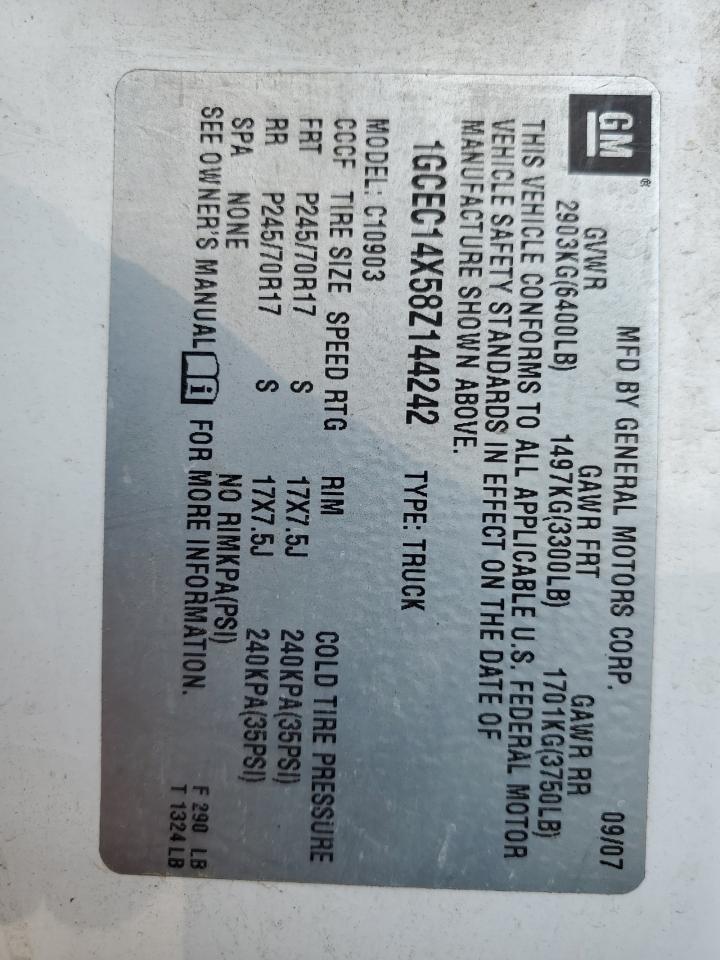 GM®
MFD BY GENERAL MOTORS CORP. 09/07
GVWR GAWR FRT GAWR RR
2903KG(6400LB) 1497KG(3300LB) 1701KG(3750LB)
THIS VEHICLE CONFORMS TO ALL APPLICABLE U.S. FEDERAL MOTOR
VEHICLE SAFETY STANDARDS IN EFFECT ON THE DATE OF
MANUFACTURE SHOWN ABOVE.
1GCEC14X58Z144242 TYPE: TRUCK
MODEL: C10903
CCCF TIRE SIZE SPEED RTG RIM COLD TIRE PRESSURE
FRT P245/70R17 S 17X7.5J 240KPA(35PSI)
RR P245/70R17 S 17X7.5J 240KPA(35PSI)
SPA NONE NO RIMKPA(PSI)
SEE OWNER'S MANUAL i FOR MORE INFORMATION.
F 290 LB
T 1324 LB